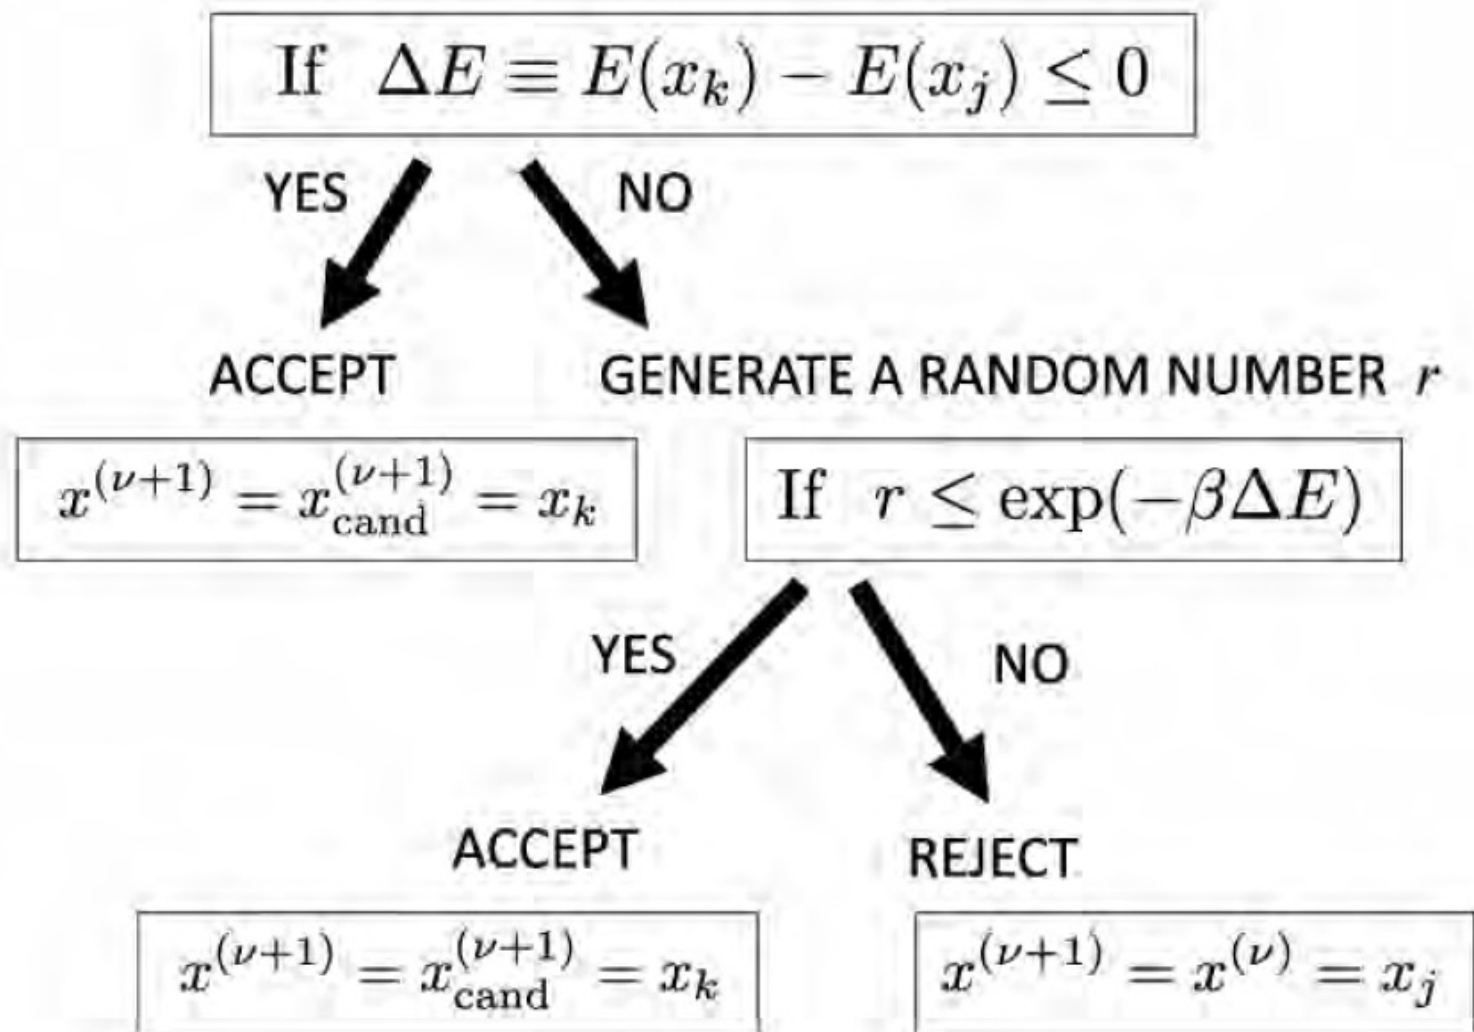 If ΔE ≡ E(x_k) − E(x_j) ≤ 0
YES
NO
ACCEPT
GENERATE A RANDOM NUMBER r
x^(ν+1) = x_cand^(ν+1) = x_k
If r ≤ exp(−βΔE)
YES
NO
ACCEPT
REJECT
x^(ν+1) = x_cand^(ν+1) = x_k
x^(ν+1) = x^(ν) = x_j